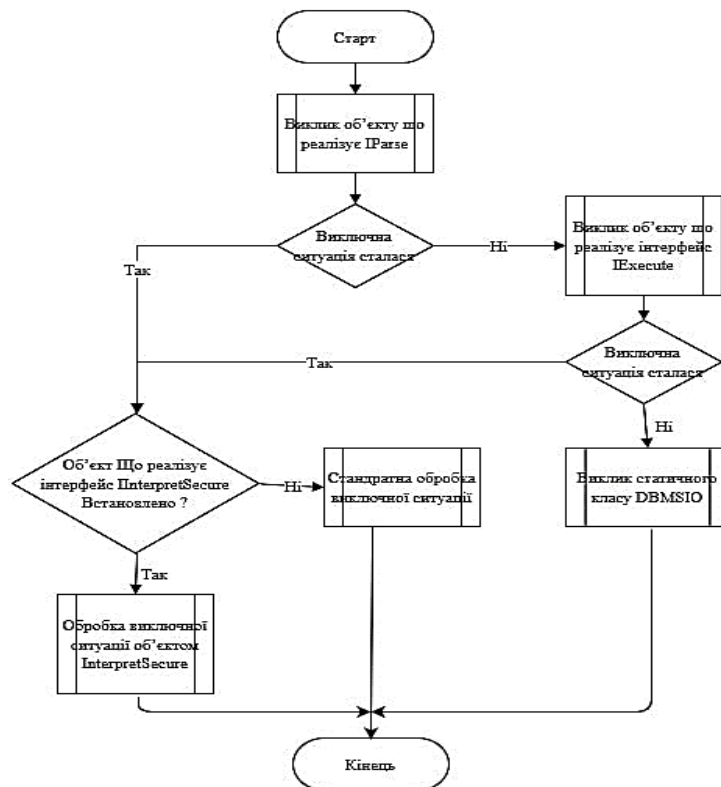 Старт
Виклик об’єкту що
реалізує IParse
Виключна
ситуація сталася
Ні
Виклик об’єкту що
реалізує інтерфейс
IExecute
Так
Так
Виключна
ситуація сталася
Ні
Об’єкт Що реалізує
інтерфейс IInterpretSecure
Встановлено ?
Ні
Стандратна обробка
виключної ситуації
Виклик статичного
класу DBMSIO
Так
Обробка виключної
ситуації об’єктом
InterpretSecure
Кінець